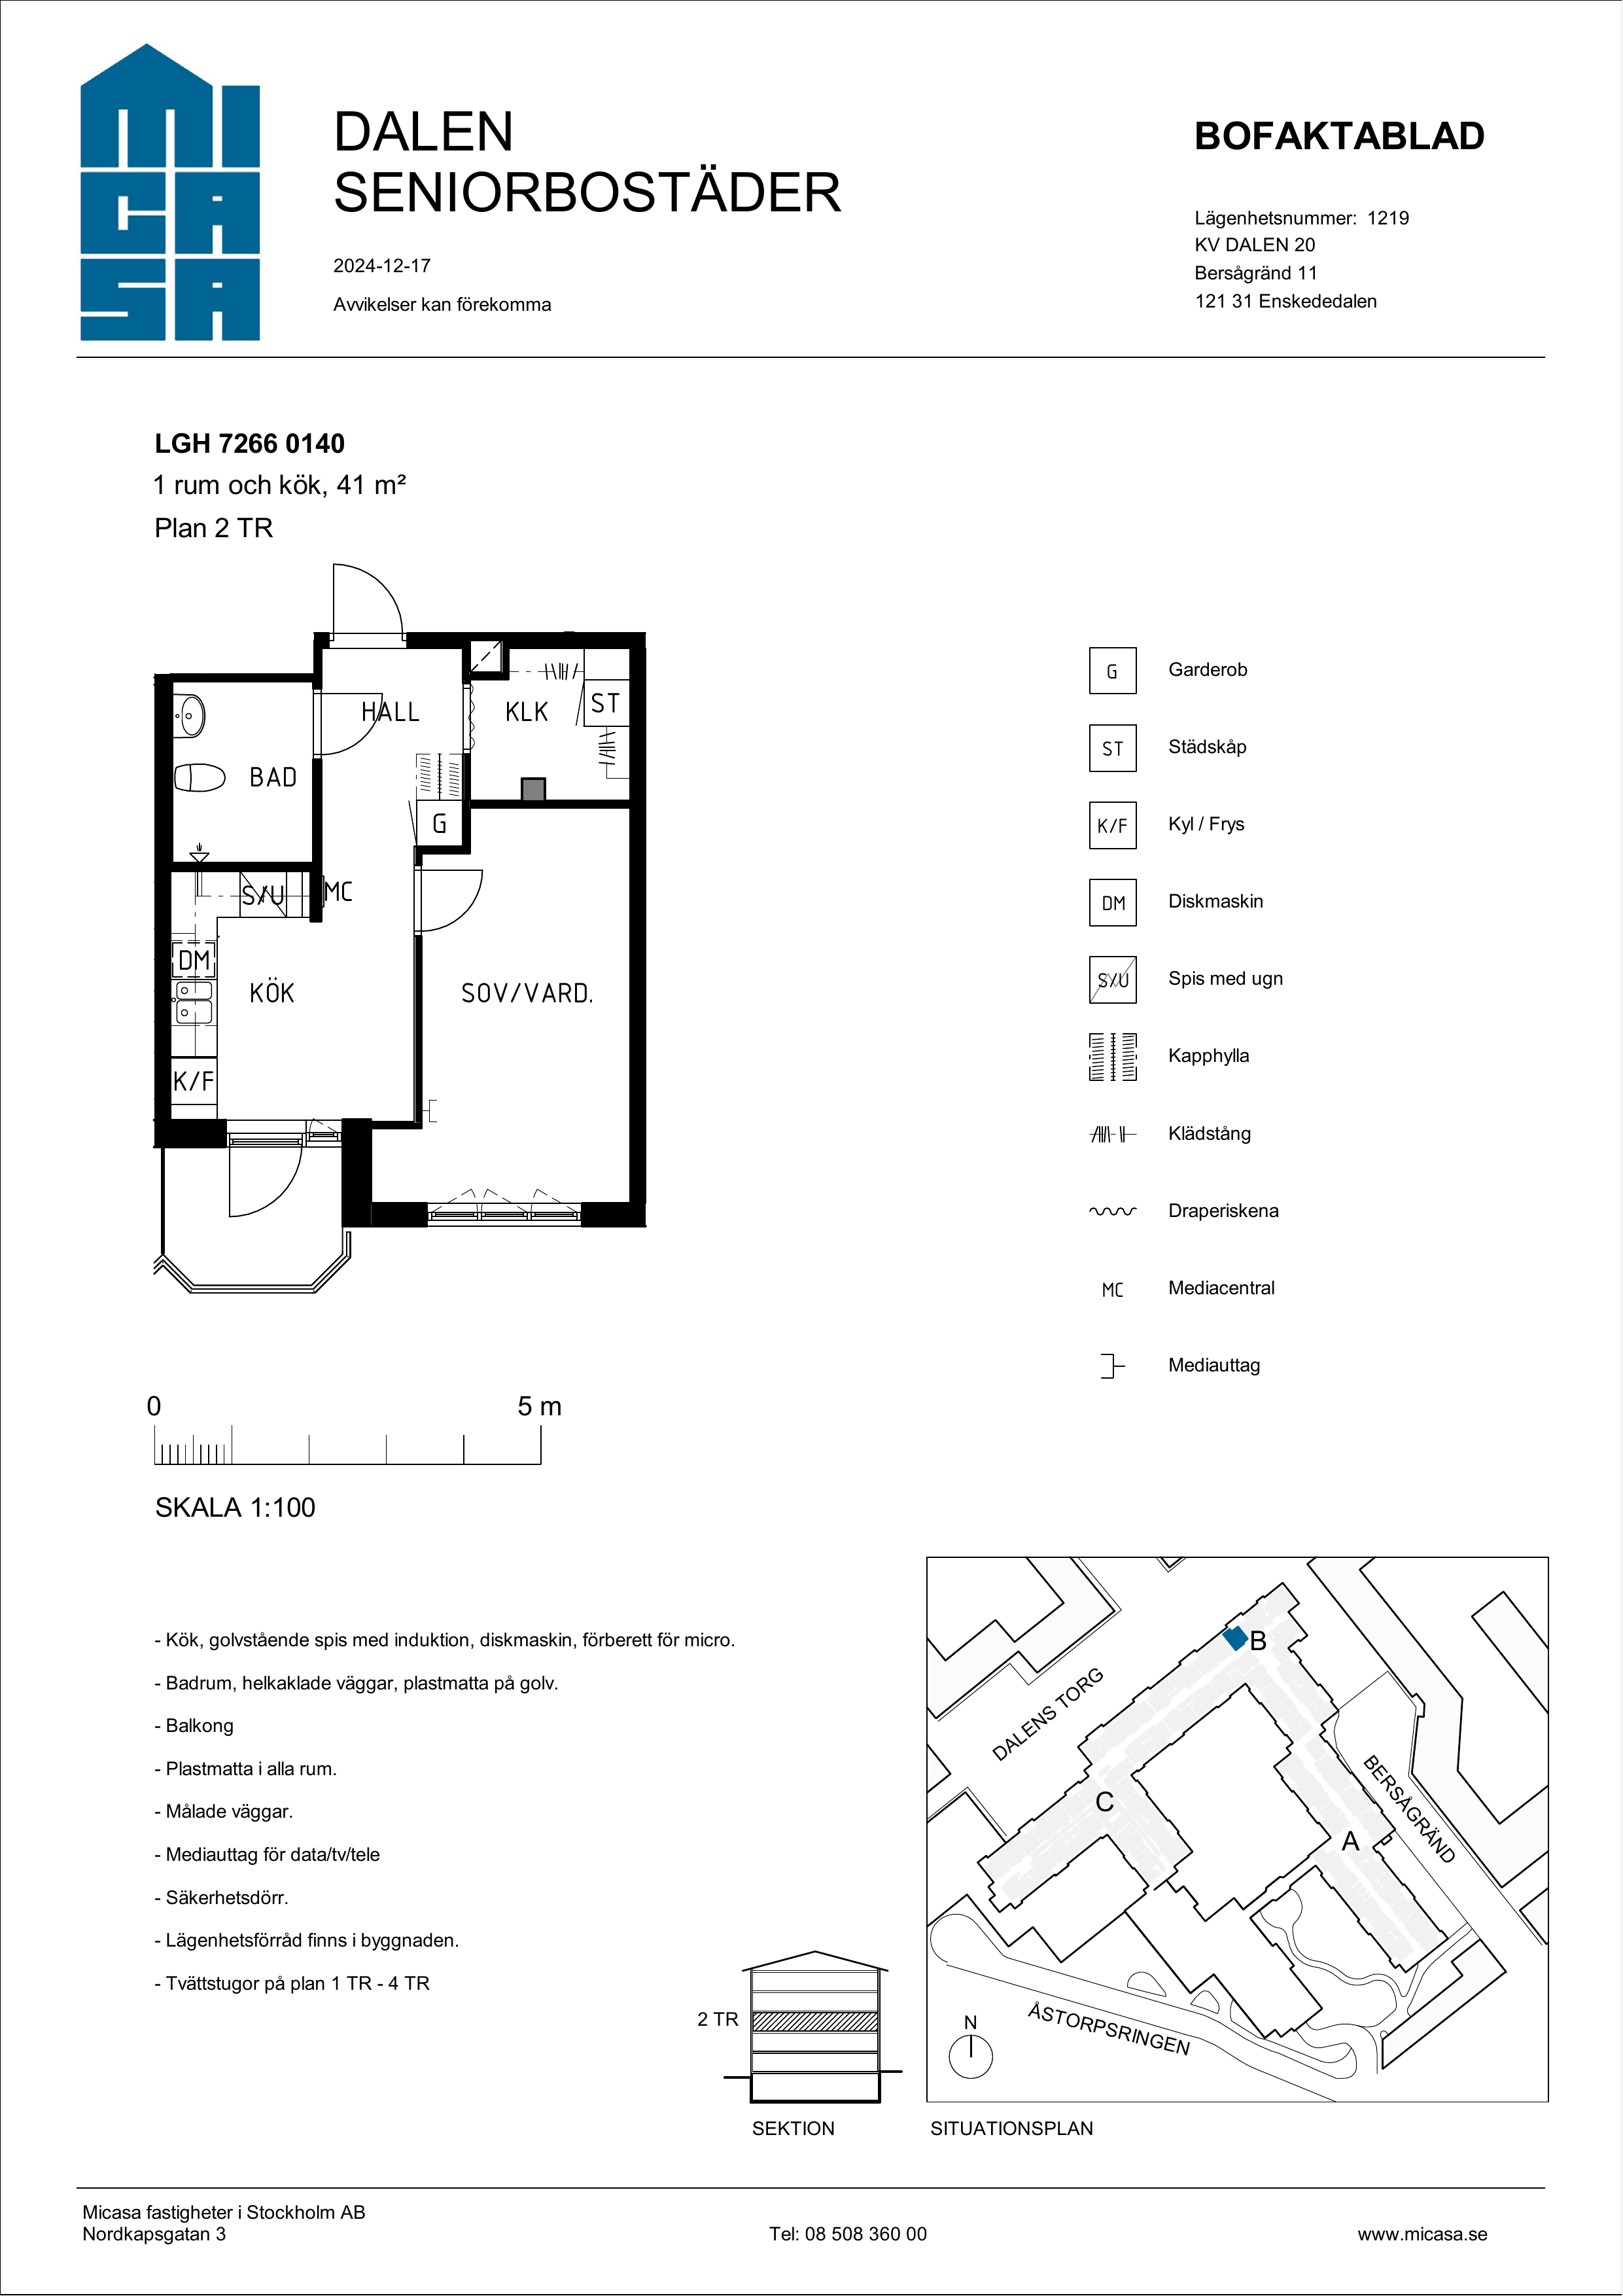 MICASA
DALEN
SENIORBOSTÄDER
2024-12-17
Avvikelser kan förekomma
BOFAKTABLAD
Lägenhetsnummer: 1219
KV DALEN 20
Bersågränd 11
121 31 Enskededalen
LGH 7266 0140
1 rum och kök, 41 m²
Plan 2 TR
HALL
KLK
ST
BAD
G
S/U
MC
DM
KÖK
SOV/VARD.
K/F
G Garderob
ST Städskåp
K/F Kyl / Frys
DM Diskmaskin
S/U Spis med ugn
Kapphylla
Klädstång
Draperiskena
MC Mediacentral
Mediauttag
0 5 m
SKALA 1:100
- Kök, golvstående spis med induktion, diskmaskin, förberett för micro.
- Badrum, helkaklade väggar, plastmatta på golv.
- Balkong
- Plastmatta i alla rum.
- Målade väggar.
- Mediauttag för data/tv/tele
- Säkerhetsdörr.
- Lägenhetsförråd finns i byggnaden.
- Tvättstugor på plan 1 TR - 4 TR
2 TR
SEKTION
B
DALENS TORG
C
BERSÅGRÄND
A
N
ÅSTORPSRINGEN
SITUATIONSPLAN
Micasa fastigheter i Stockholm AB
Nordkapsgatan 3
Tel: 08 508 360 00
www.micasa.se